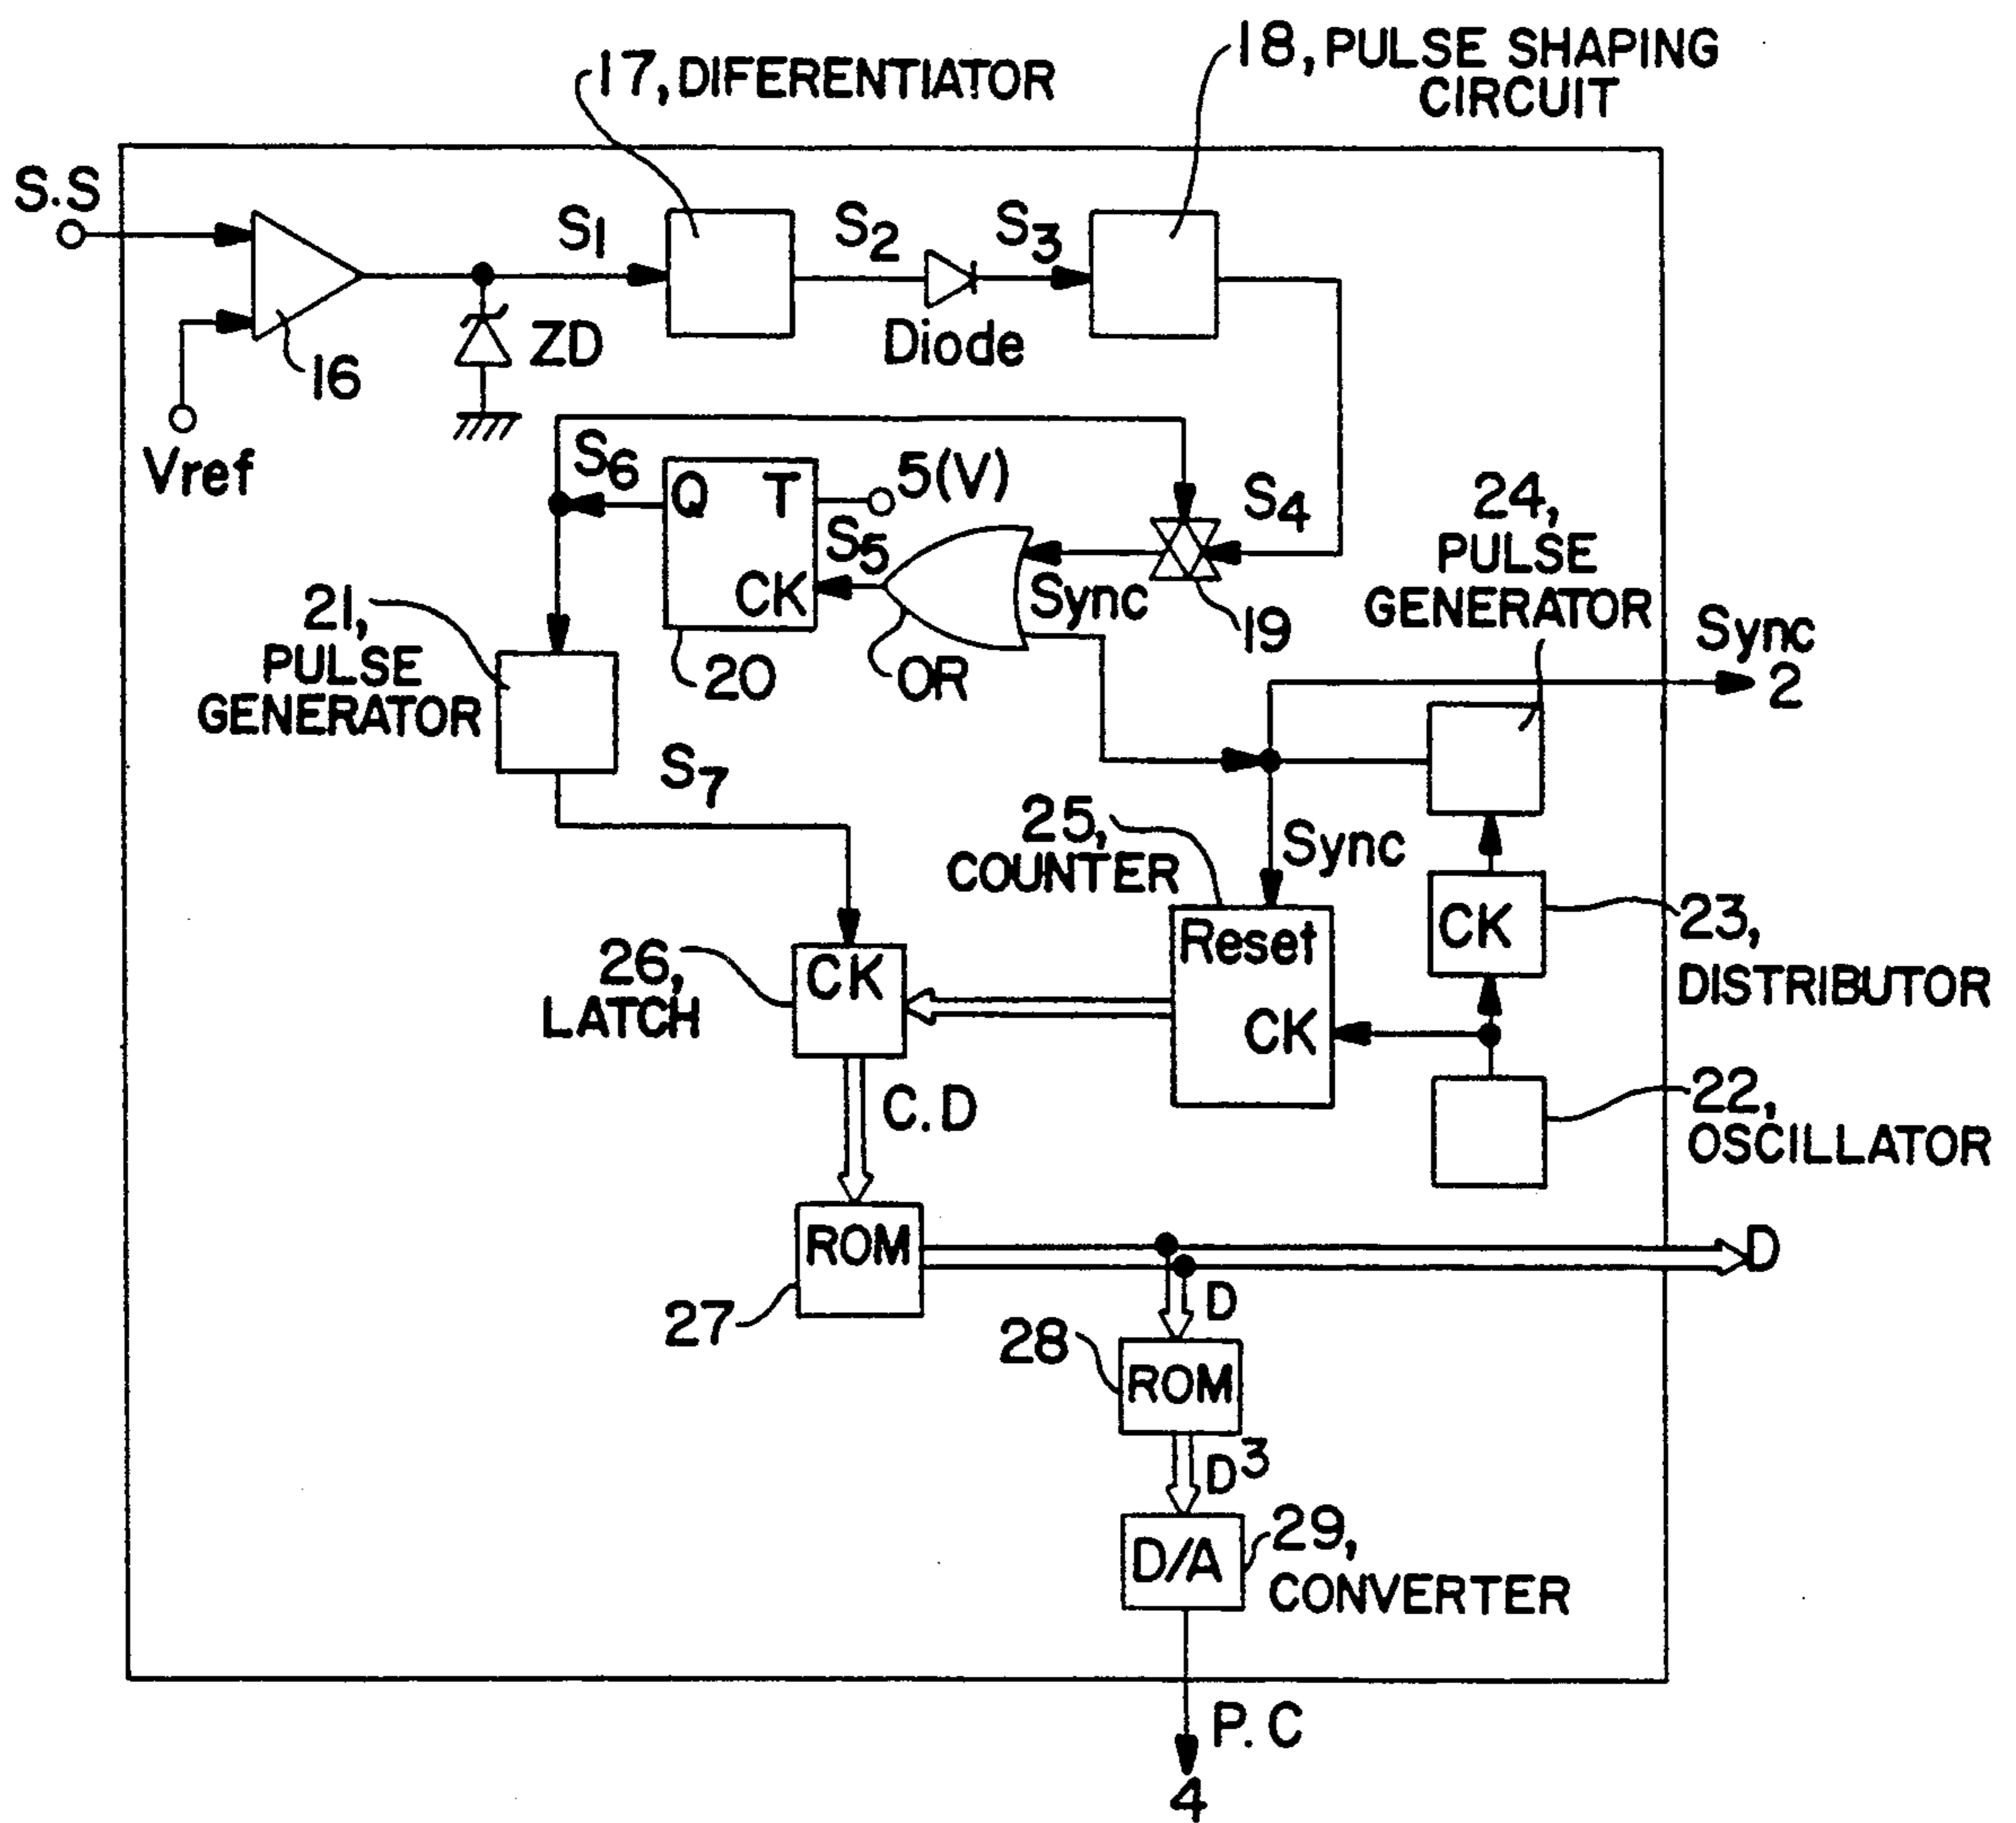 17, DIFERENTIATOR
18, PULSE SHAPING
CIRCUIT
S.S
S1
S2
S3
Diode
ZD
16
Vref
S6
Q
T
5(V)
S4
S5
CK
Sync
19
20
OR
24,
PULSE
GENERATOR
Sync
2
21,
PULSE
GENERATOR
S7
25,
COUNTER
Sync
Reset
CK
CK
23,
DISTRIBUTOR
26,
LATCH
CK
22,
OSCILLATOR
C.D
ROM
27
D
D
28
ROM
D3
D/A
29,
CONVERTER
P.C
4